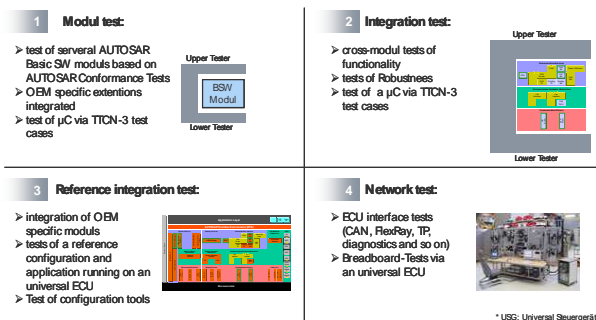 1 Modul test:
➢ test of serveral AUTOSAR
Basic SW moduls based on
AUTOSAR Conformance Tests
➢ OEM specific extentions
integrated
➢ test of µC via TTCN-3 test
cases
Upper Tester
BSW
Modul
Lower Tester
2 Integration test:
➢ cross-modul tests of
functionality
➢ tests of Robustnees
➢ test of a µC via TTCN-3
test cases
Upper Tester
Lower Tester
3 Reference integration test:
➢ integration of OEM
specific moduls
➢ tests of a reference
configuration and
application running on an
universal ECU
➢ Test of configuration tools
4 Network test:
➢ ECU interface tests
(CAN, FlexRay, TP,
diagnostics and so on)
➢ Breadboard-Tests via
an universal ECU
* USG: Universal Steuergerät